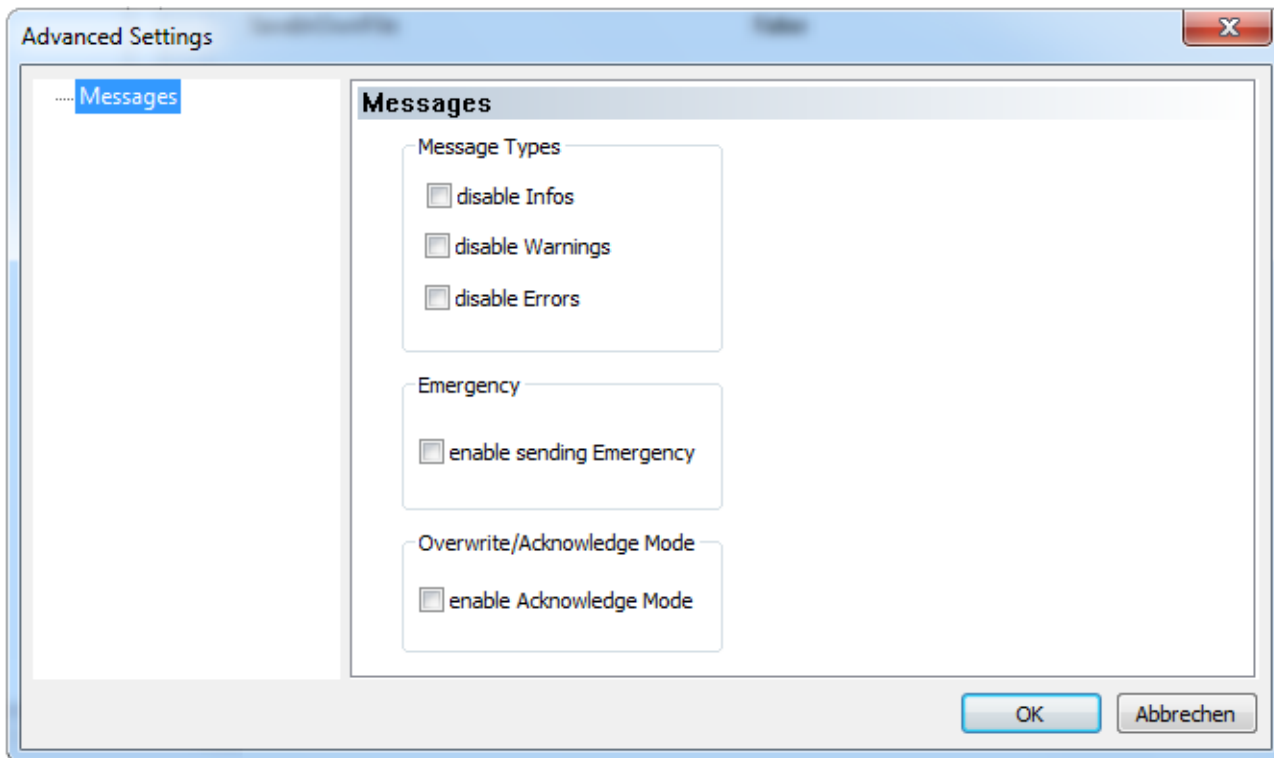 Advanced Settings
Messages
Messages
Message Types
disable Infos
disable Warnings
disable Errors
Emergency
enable sending Emergency
Overwrite/Acknowledge Mode
enable Acknowledge Mode
OK
Abbrechen